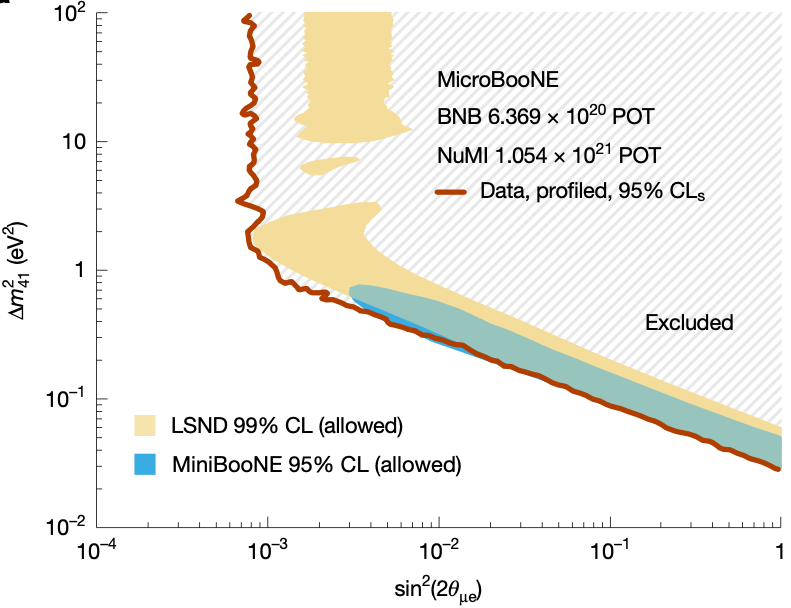 10²
MicroBooNE
BNB 6.369 × 10²⁰ POT
10
NuMI 1.054 × 10²¹ POT
Data, profiled, 95% CLₛ
Δm²₄₁ (eV²)
1
Excluded
10⁻¹
LSND 99% CL (allowed)
MiniBooNE 95% CL (allowed)
10⁻²
10⁻⁴ 10⁻³ 10⁻² 10⁻¹ 1
sin²(2θμe)